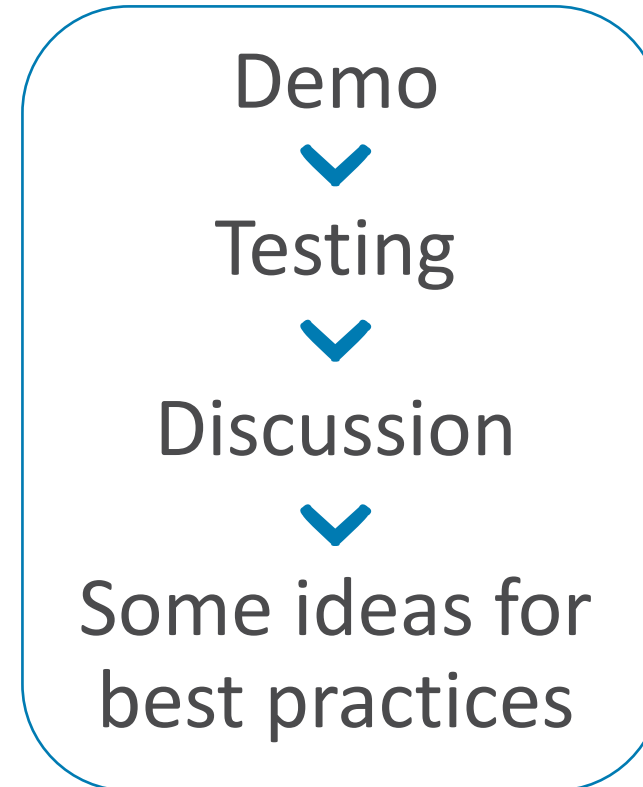 Demo
Testing
Discussion
Some ideas for
best practices